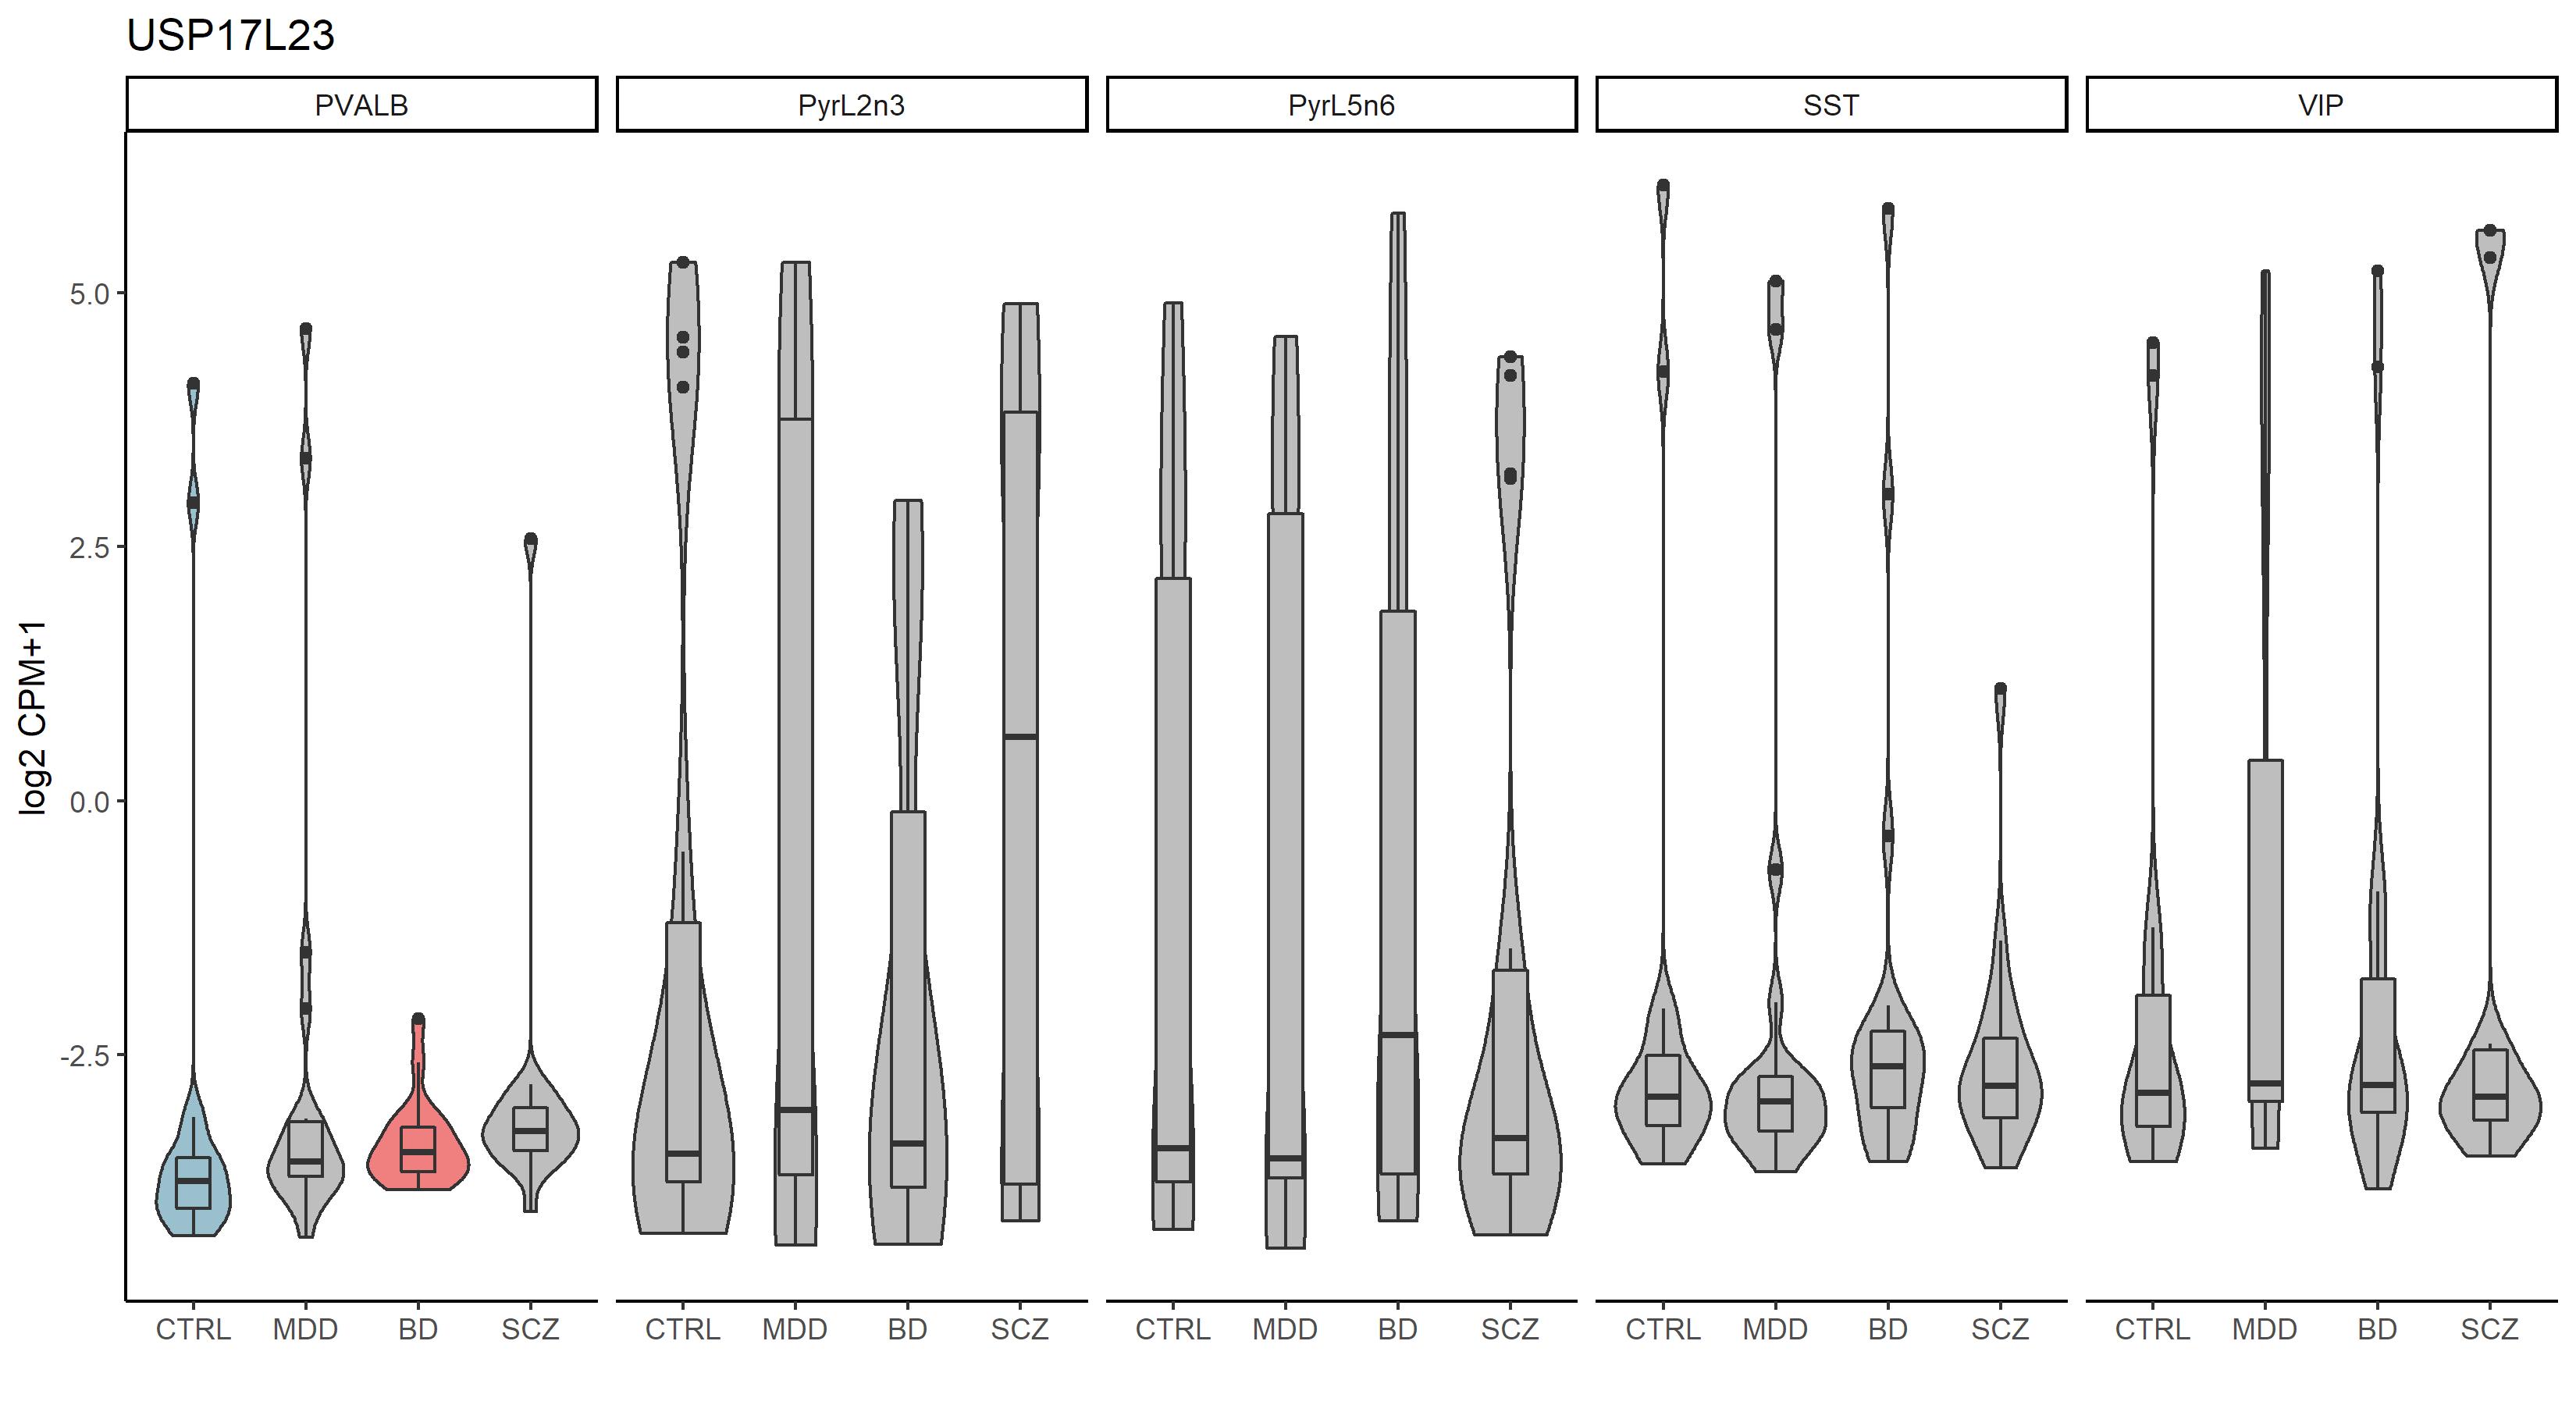 USP17L23
PVALB PyrL2n3 PyrL5n6 SST VIP
log2 CPM+1
5.0
2.5
0.0
-2.5
CTRL MDD BD SCZ CTRL MDD BD SCZ CTRL MDD BD SCZ CTRL MDD BD SCZ CTRL MDD BD SCZ